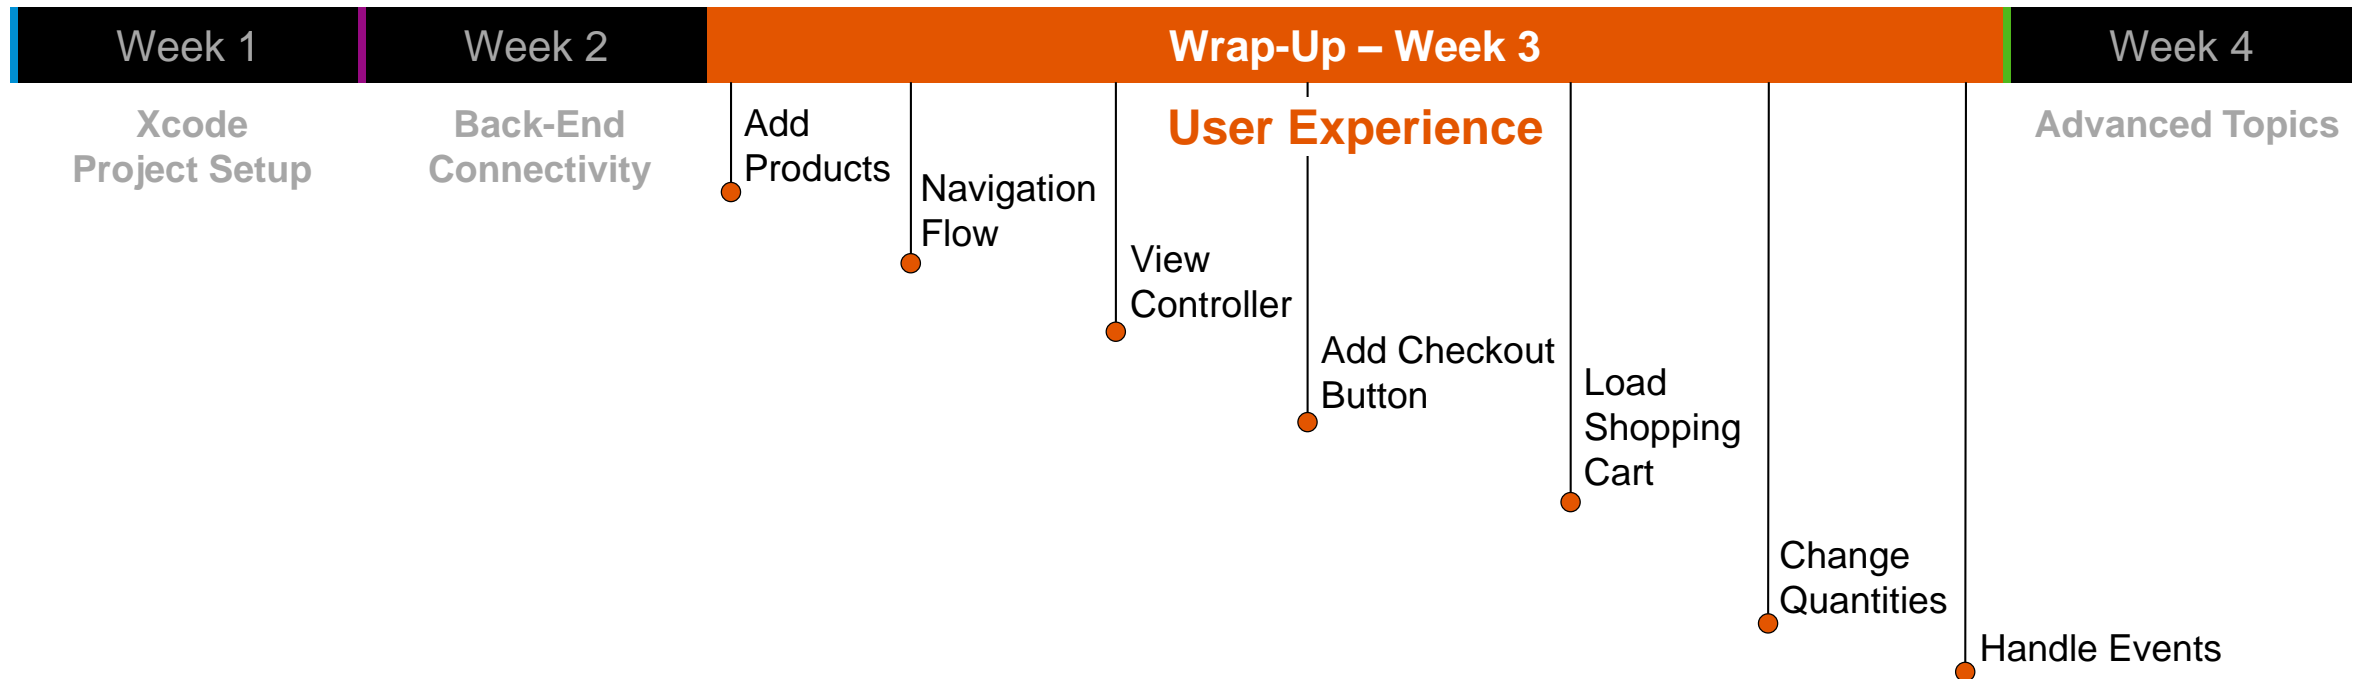 Week 1
Week 2
Wrap-Up – Week 3
Week 4
Xcode
Project Setup
Back-End
Connectivity
User Experience
Advanced Topics
Add
Products
Navigation
Flow
View
Controller
Add Checkout
Button
Load
Shopping
Cart
Change
Quantities
Handle Events